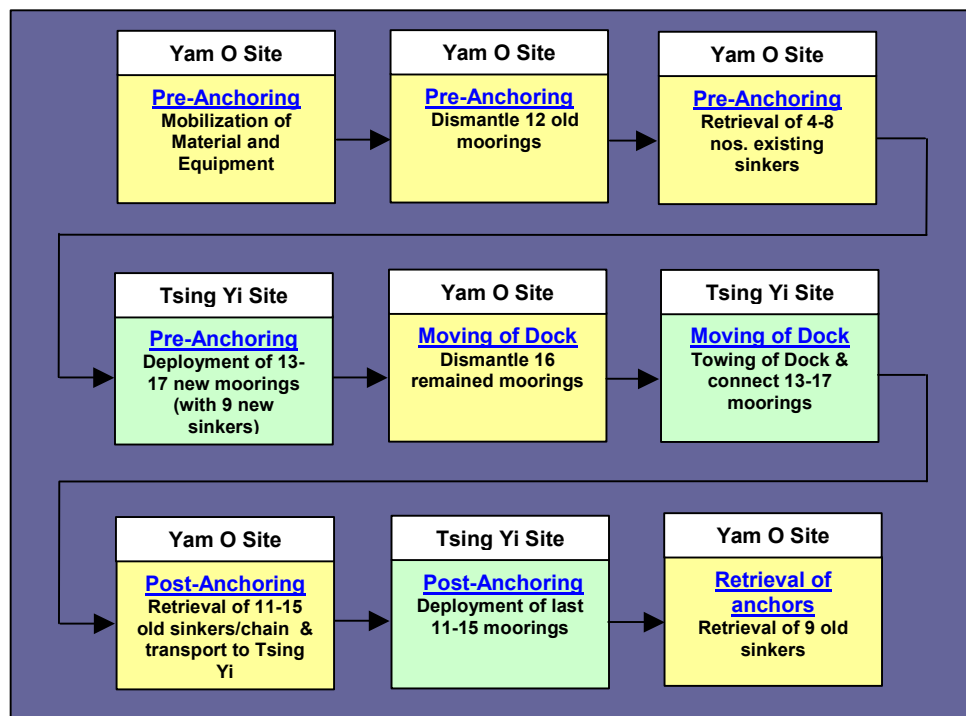 Yam O Site
Pre-Anchoring
Mobilization of
Material and
Equipment
Yam O Site
Pre-Anchoring
Dismantle 12 old
moorings
Yam O Site
Pre-Anchoring
Retrieval of 4-8
nos. existing
sinkers
Tsing Yi Site
Pre-Anchoring
Deployment of 13-
17 new moorings
(with 9 new
sinkers)
Yam O Site
Moving of Dock
Dismantle 16
remained moorings
Tsing Yi Site
Moving of Dock
Towing of Dock &
connect 13-17
moorings
Yam O Site
Post-Anchoring
Retrieval of 11-15
old sinkers/chain &
transport to Tsing
Yi
Tsing Yi Site
Post-Anchoring
Deployment of last
11-15 moorings
Yam O Site
Retrieval of
anchors
Retrieval of 9 old
sinkers